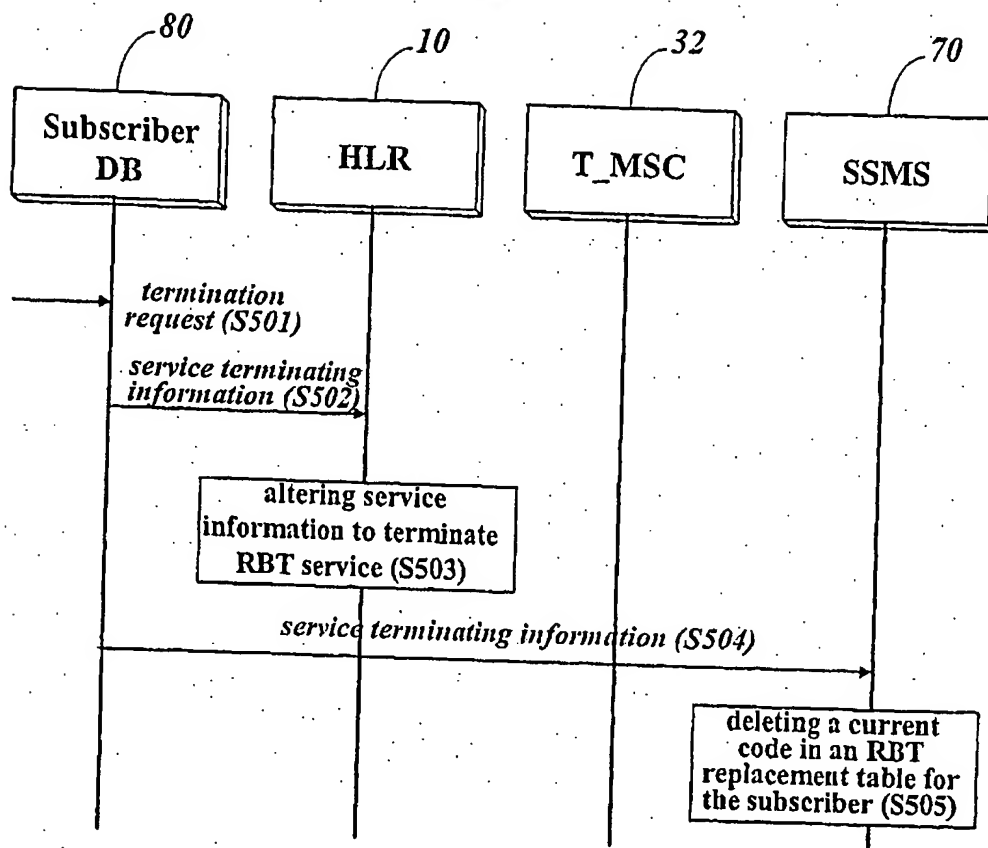 80
10
32
70
Subscriber
DB
HLR
T_MSC
SSMS
termination
request (S501)
service terminating
information (S502)
altering service
information to terminate
RBT service (S503)
service terminating information (S504)
deleting a current
code in an RBT
replacement table for
the subscriber (S505)